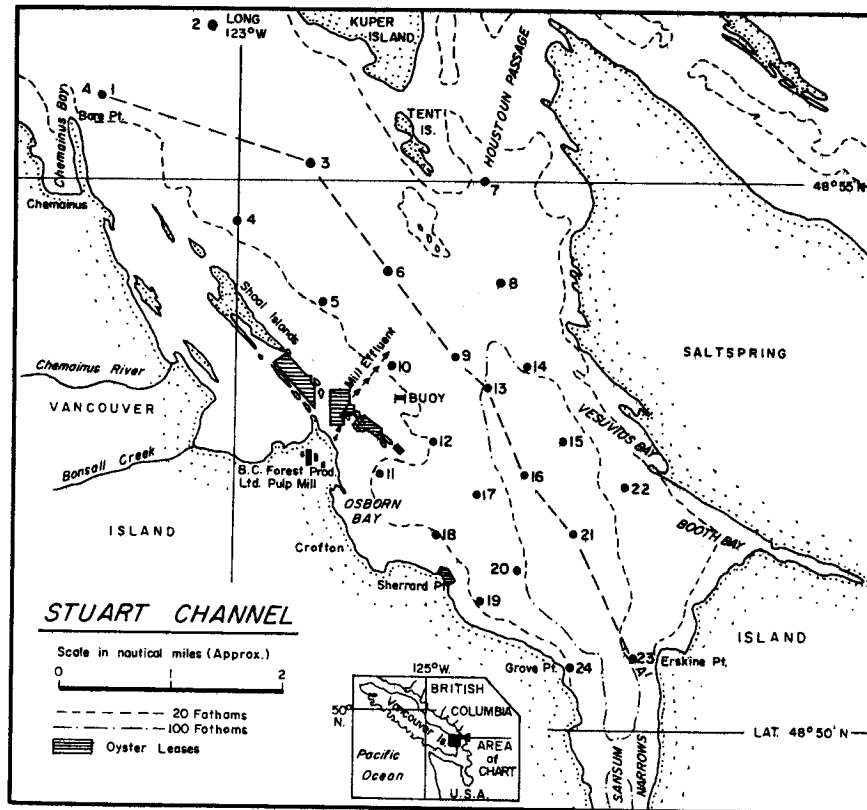 2
LONG
123°W
KUPER
ISLAND
HOUSTOUN PASSAGE
Chemainus Bay
4 1
Bare Pt.
TENT
IS.
3
7
48°55'N
Chemainus
4
6
8
5
Shoal Islands
Mill Effluent
9
14
10
SALTSPRING
Chemainus River
13
BUOY
VANCOUVER
VESUVIUS BAY
12
15
Bonsall Creek
B.C. Forest Prod.
Ltd. Pulp Mill
11
16
17
22
OSBORN
BAY
ISLAND
18
21
BOOTH BAY
Crofton
20
Sherrard Pt.
19
STUART CHANNEL
ISLAND
Scale in nautical miles (Approx.)
0 1 2
23
A'
Erskine Pt.
Grove Pt.
24
20 Fathoms
100 Fathoms
Oyster Leases
125°W.
BRITISH
COLUMBIA
50°
N.
Vancouver Is.
AREA
of
CHART
Pacific
Ocean
U.S.A.
LAT. 48°50'N
SANSUM
NARROWS